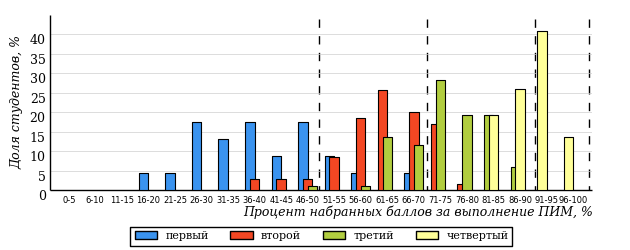 Доля студентов, %
40
35
30
25
20
15
10
5
0
0-5 6-10 11-15 16-20 21-25 26-30 31-35 36-40 41-45 46-50 51-55 56-60 61-65 66-70 71-75 76-80 81-85 86-90 91-95 96-100
Процент набранных баллов за выполнение ПИМ, %
первый второй третий четвертый